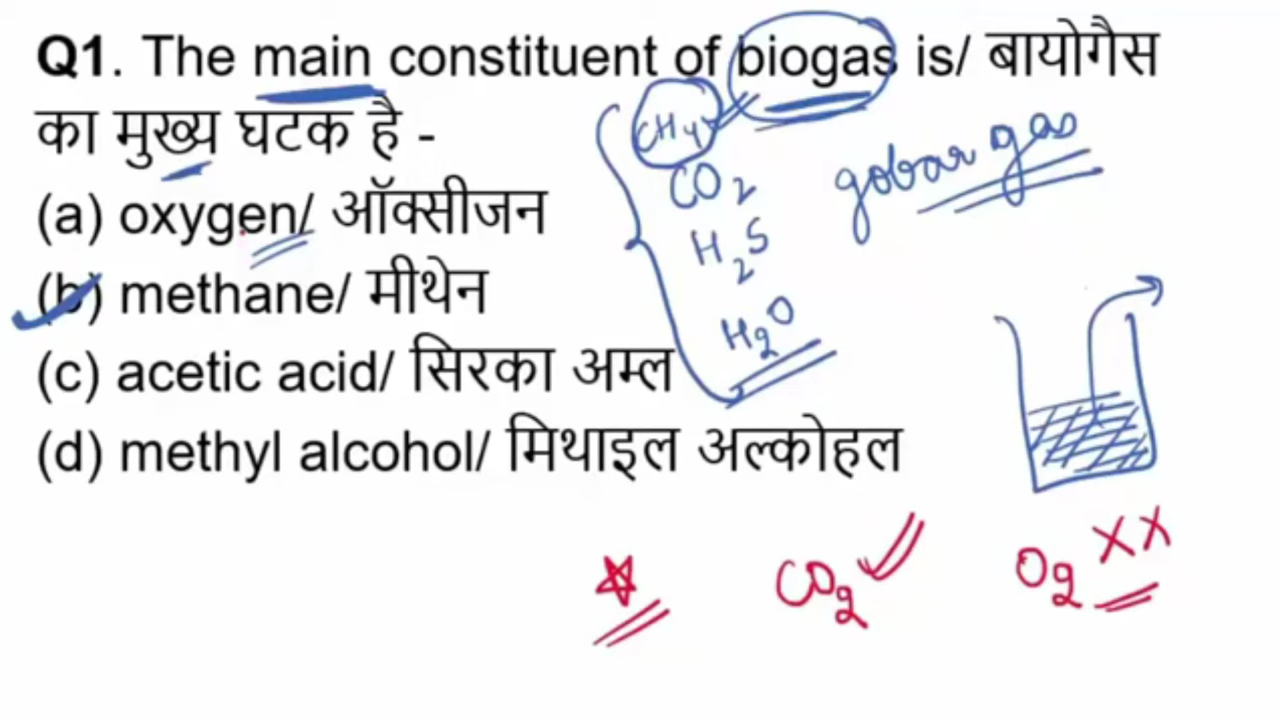 Q1. The main constituent of biogas is/ बायोगैस
का मुख्य घटक है -
(a) oxygen/ ऑक्सीजन
(b) methane/ मीथेन
(c) acetic acid/ सिरका अम्ल
(d) methyl alcohol/ मिथाइल अल्कोहल
CH4
CO2
H2S
H2O
gobar gas
CO2
O2 XX